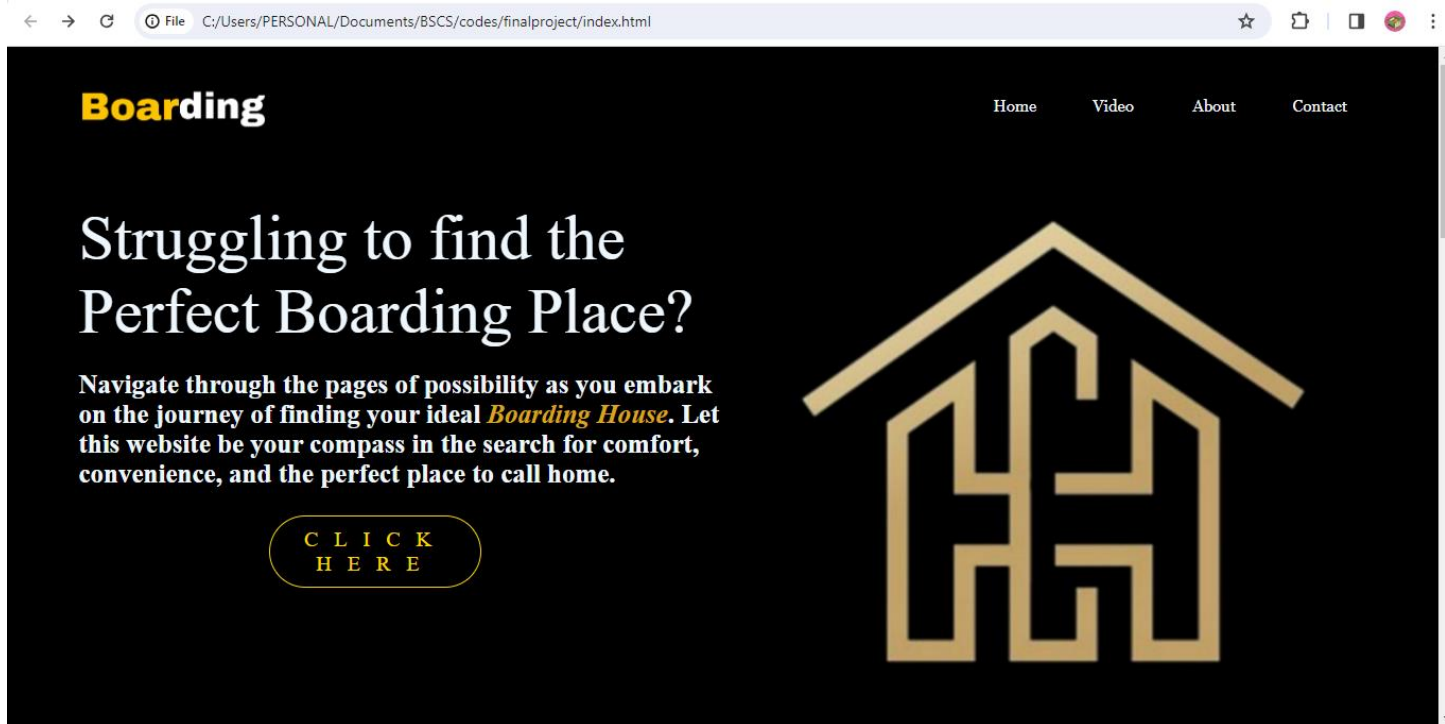 File C:/Users/PERSONAL/Documents/BSCS/codes/finalproject/index.html
Boarding
Home Video About Contact
Struggling to find the
Perfect Boarding Place?
Navigate through the pages of possibility as you embark
on the journey of finding your ideal Boarding House. Let
this website be your compass in the search for comfort,
convenience, and the perfect place to call home.
CLICK
HERE